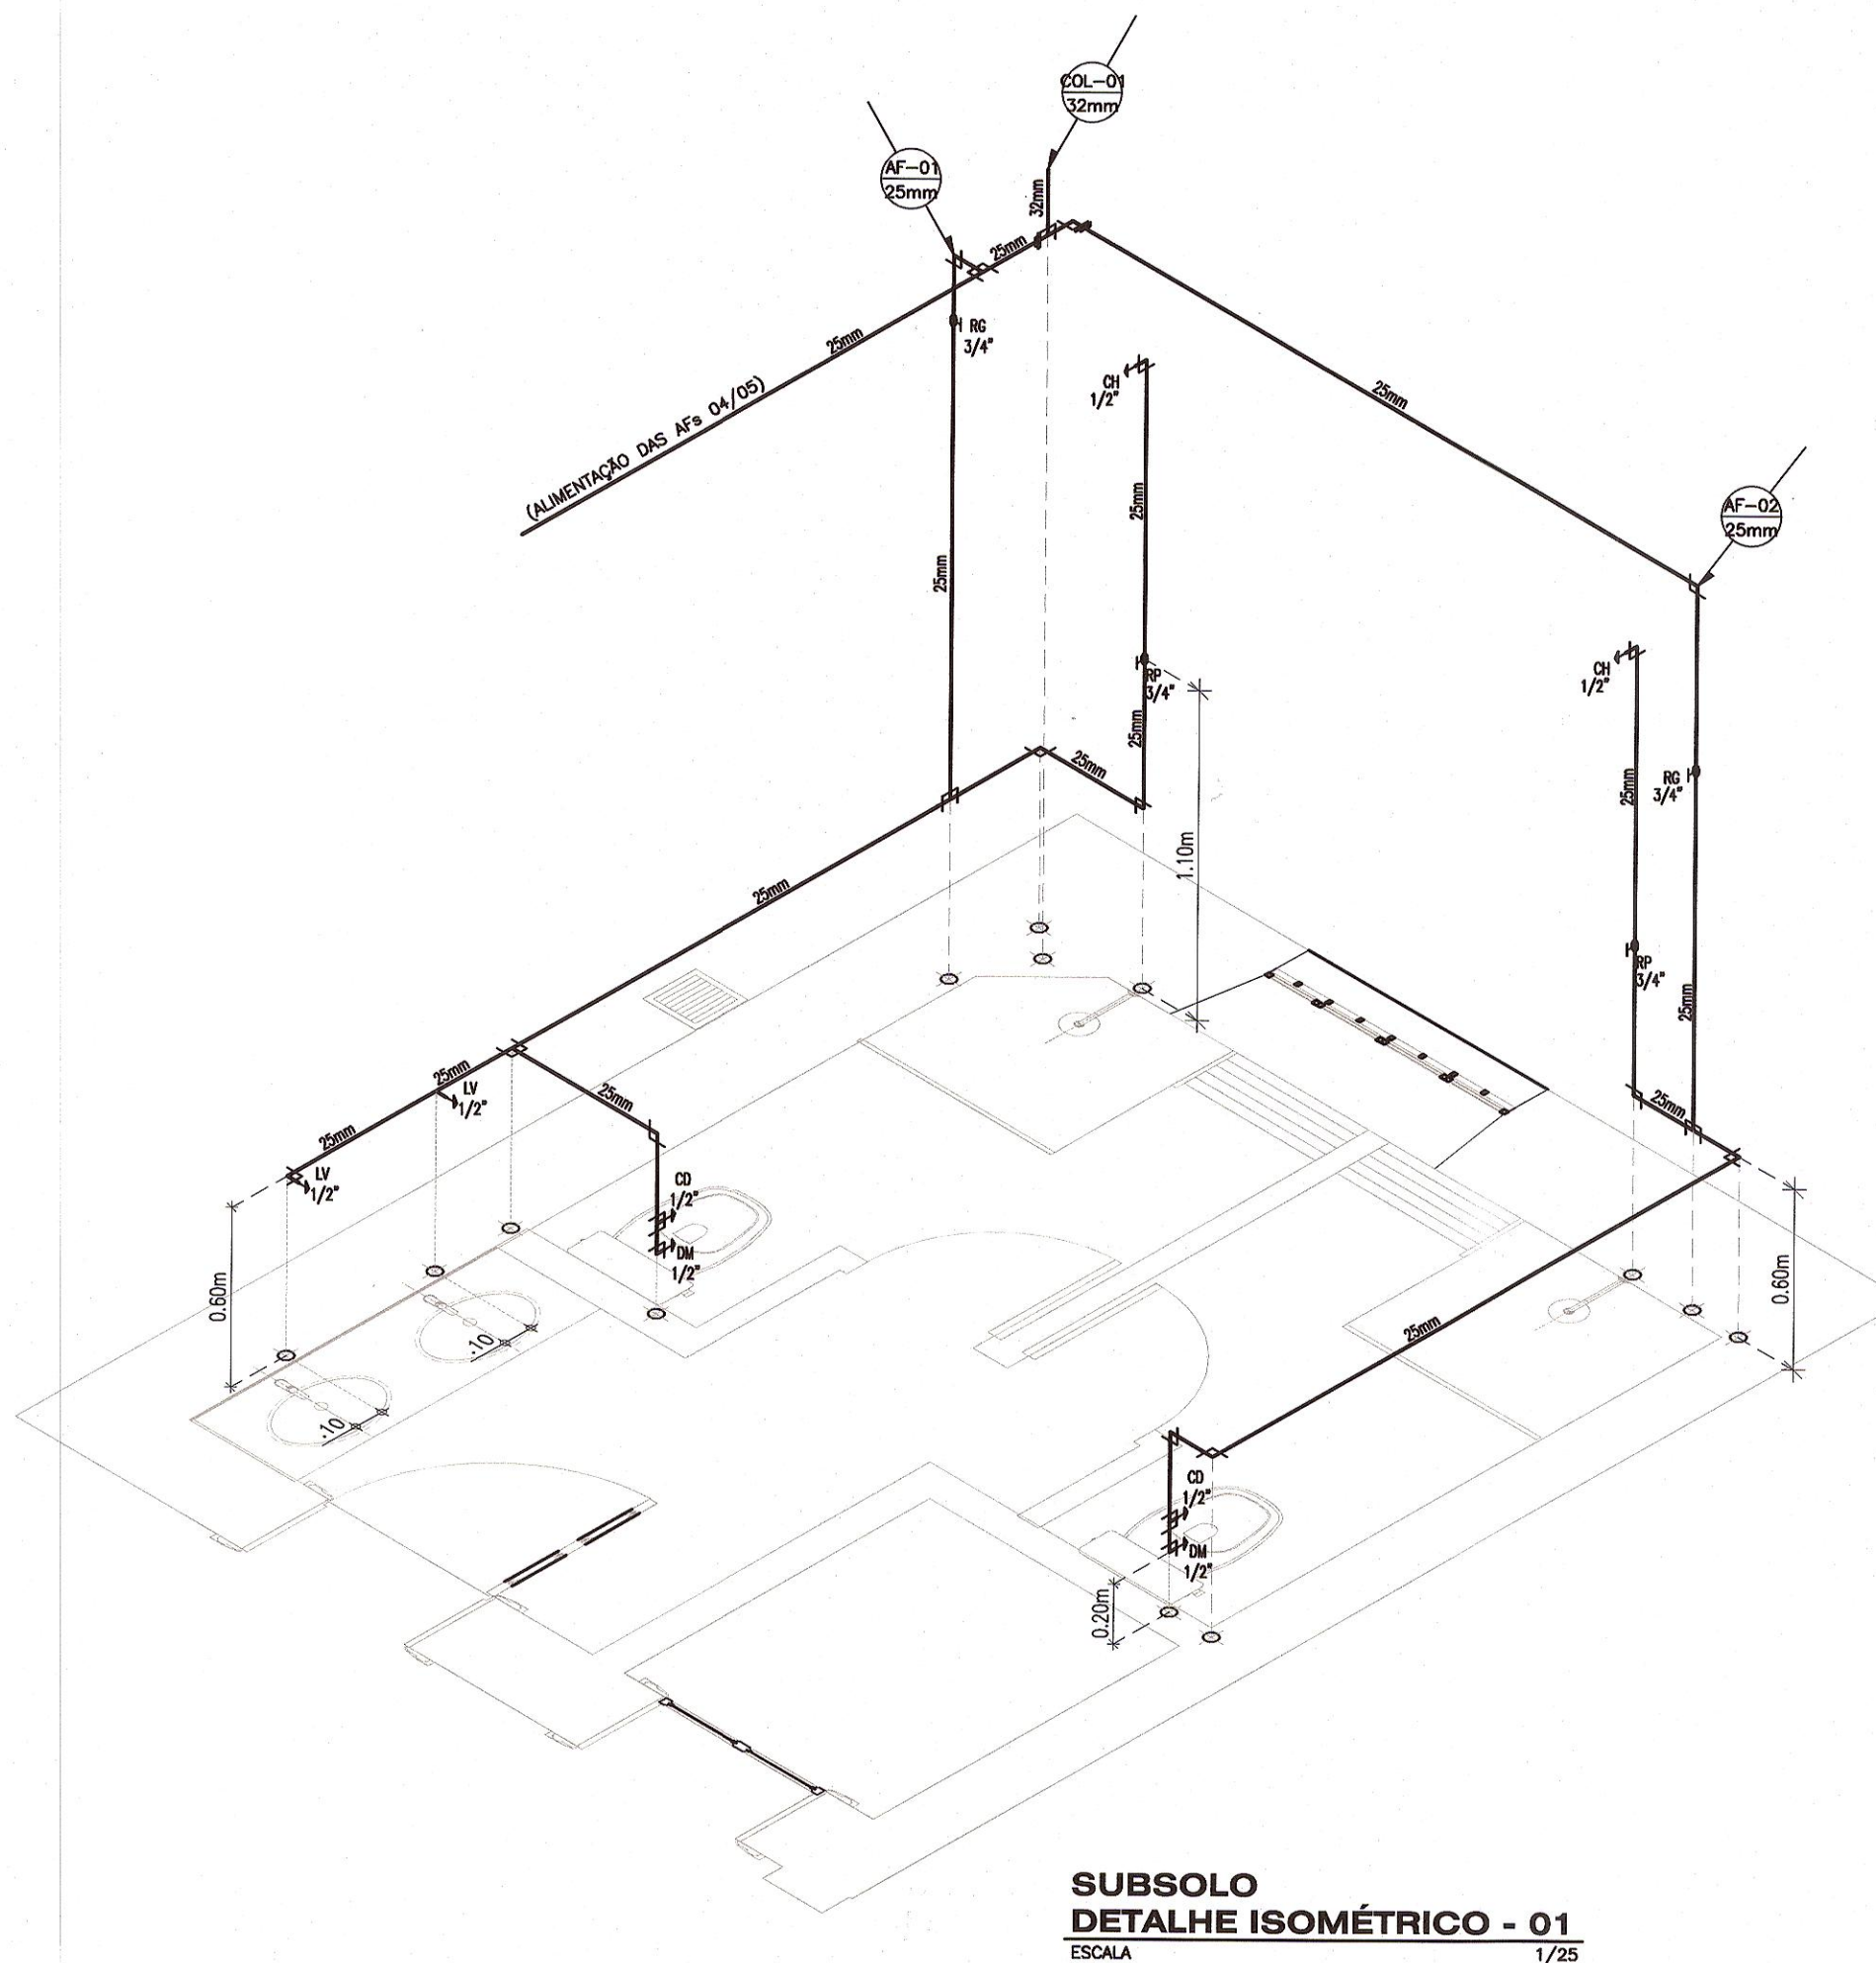 COL-01
32mm
AF-01
25mm
32mm
25mm
RG
3/4"
25mm
(ALIMENTAÇÃO DAS AFs 04/05)
CH
1/2"
25mm
25mm
AF-02
25mm
25mm
CH
1/2"
RP
3/4"
25mm
25mm
1.10m
25mm
RG
3/4"
25mm
RP
3/4"
25mm
25mm
25mm
LV
1/2"
25mm
25mm
LV
1/2"
CD
1/2"
DM
1/2"
0.60m
0.60m
25mm
.10
.10
CD
1/2"
DM
1/2"
0.20m
SUBSOLO
DETALHE ISOMÉTRICO - 01
ESCALA 1/25